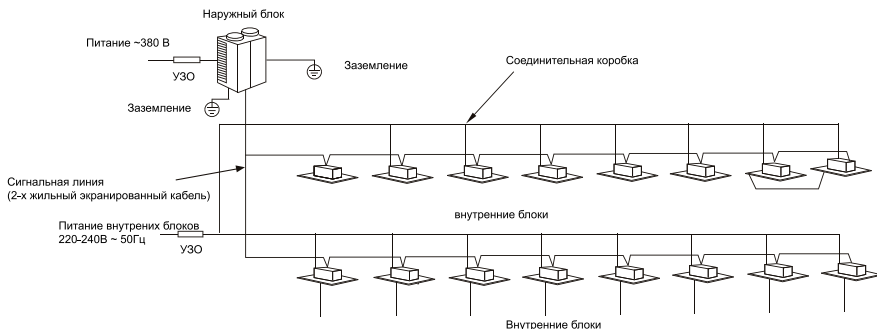 Наружный блок
Питание ~380 В
УЗО
Заземление
Соединительная коробка
Заземление
Сигнальная линия
(2-х жильный экранированный кабель)
внутренние блоки
Питание внутрених блоков
220-240В ~ 50Гц
УЗО
Внутренние блоки